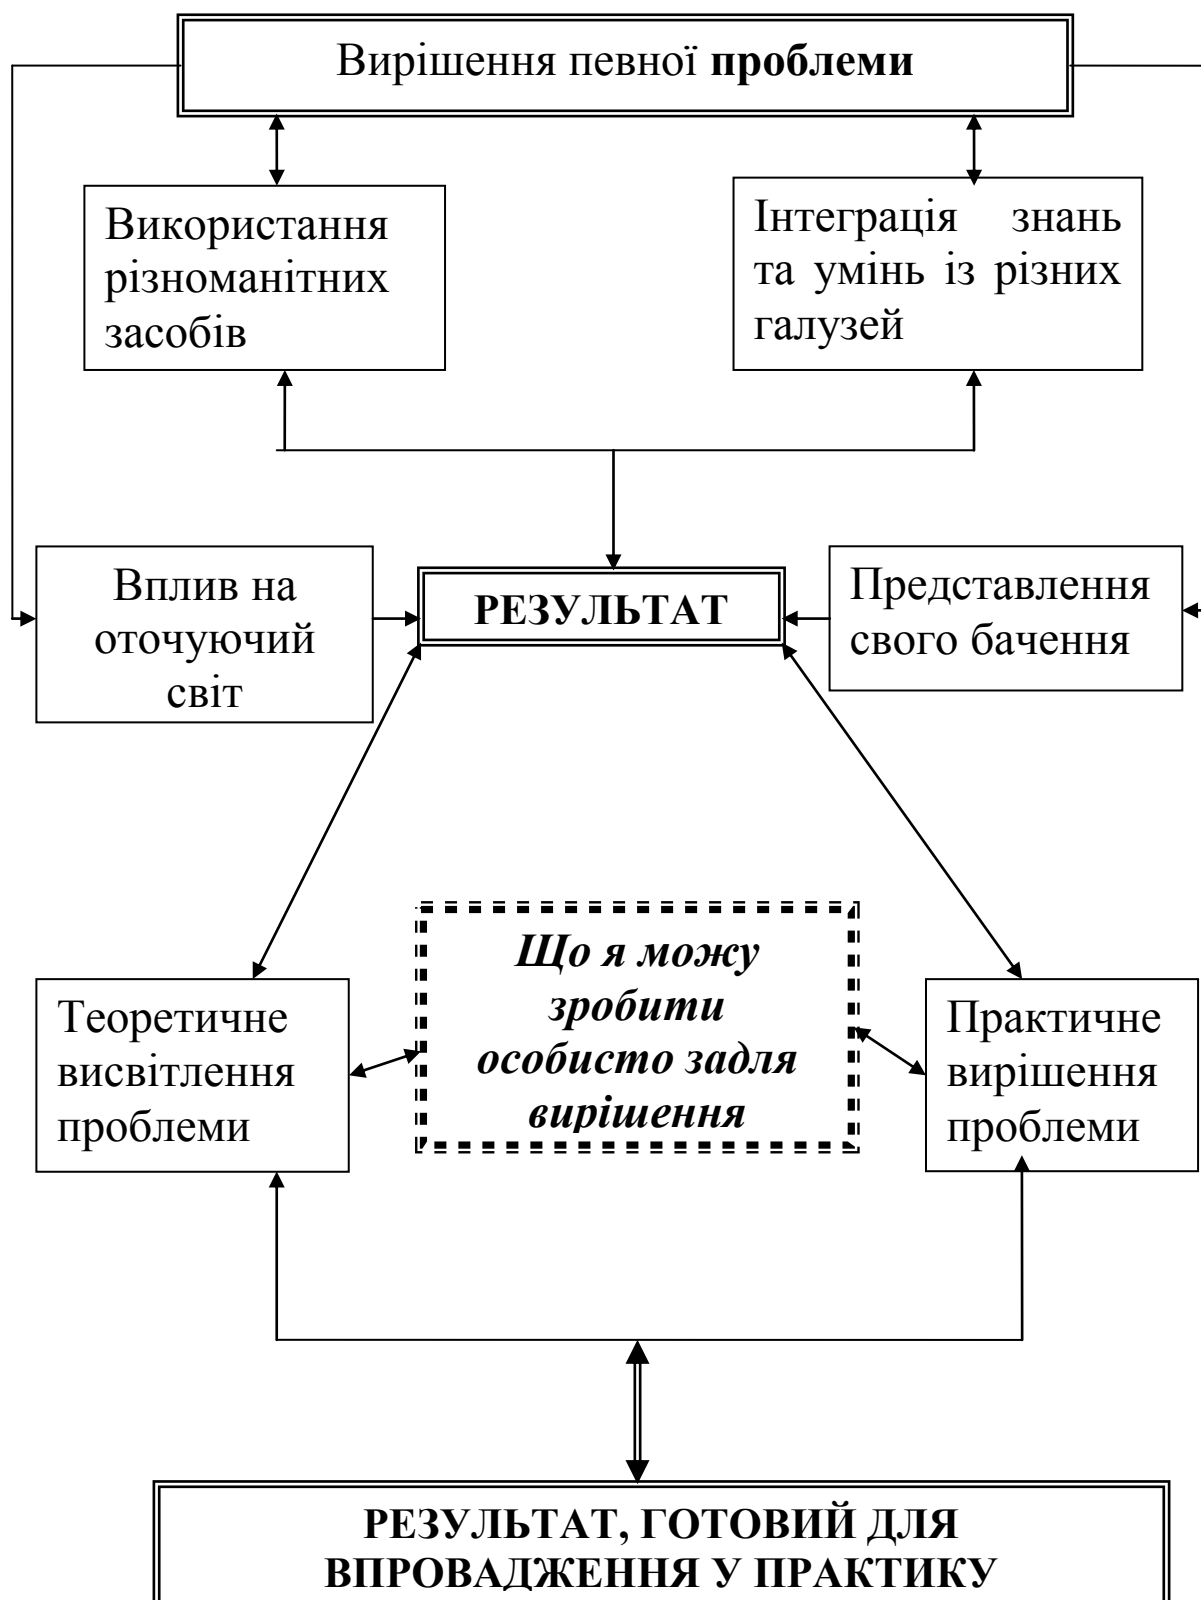 Вирішення певної проблеми
Використання
різноманітних
засобів
Інтеграція знань
та умінь із різних
галузей
Вплив на
оточуючий
світ
РЕЗУЛЬТАТ
Представлення
свого бачення
Що я можу
зробити
особисто задля
вирішення
Теоретичне
висвітлення
проблеми
Практичне
вирішення
проблеми
РЕЗУЛЬТАТ, ГОТОВИЙ ДЛЯ
ВПРОВАДЖЕННЯ У ПРАКТИКУ